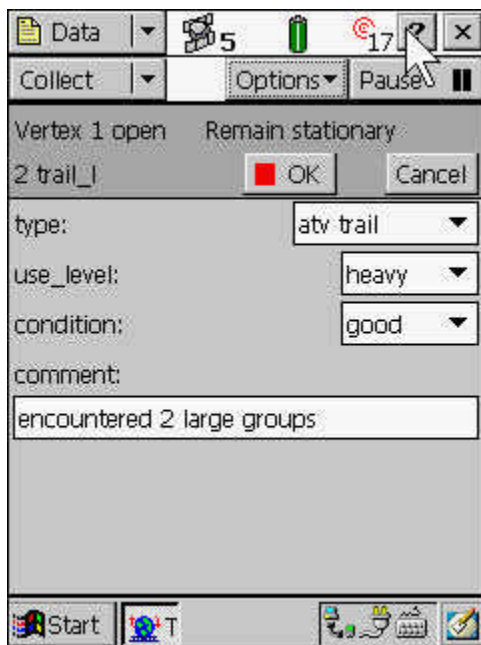 Data 5 17 ? ×
Collect Options Pause
Vertex 1 open Remain stationary
2 trail_l OK Cancel
type: atv trail
use_level: heavy
condition: good
comment:
encountered 2 large groups
Start T